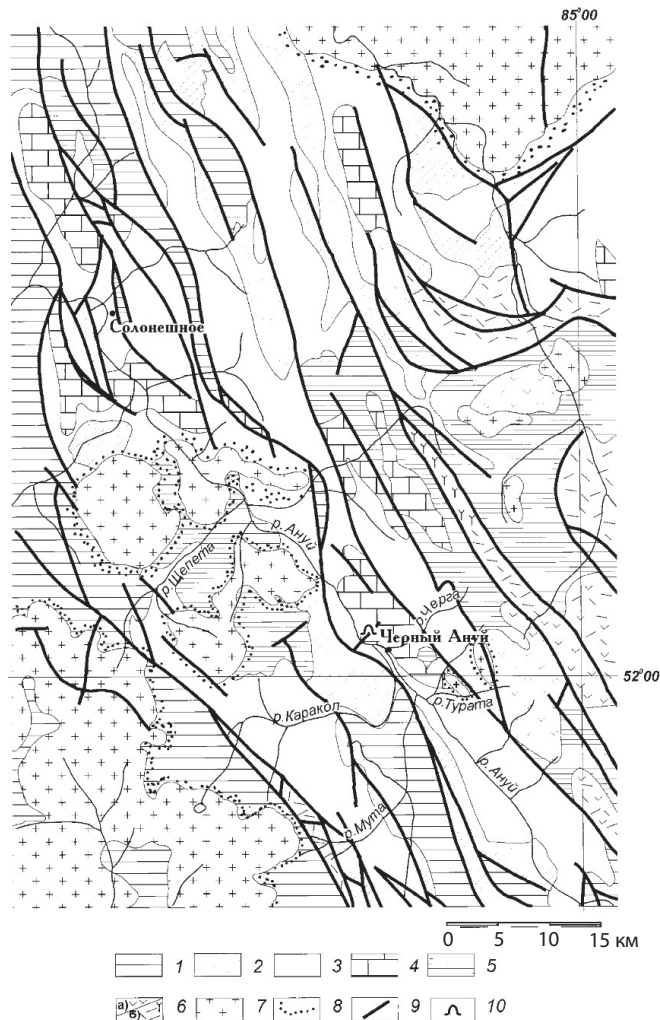 85°00
Солонешное
р. Ануй
р. Щепета
р. Черга
Черный Ануй
52°00
р. Турата
р. Каракол
р. Ануй
р. Мута
0 5 10 15 км
1 2 3 4 5
а) б) 6 7 8 9 10